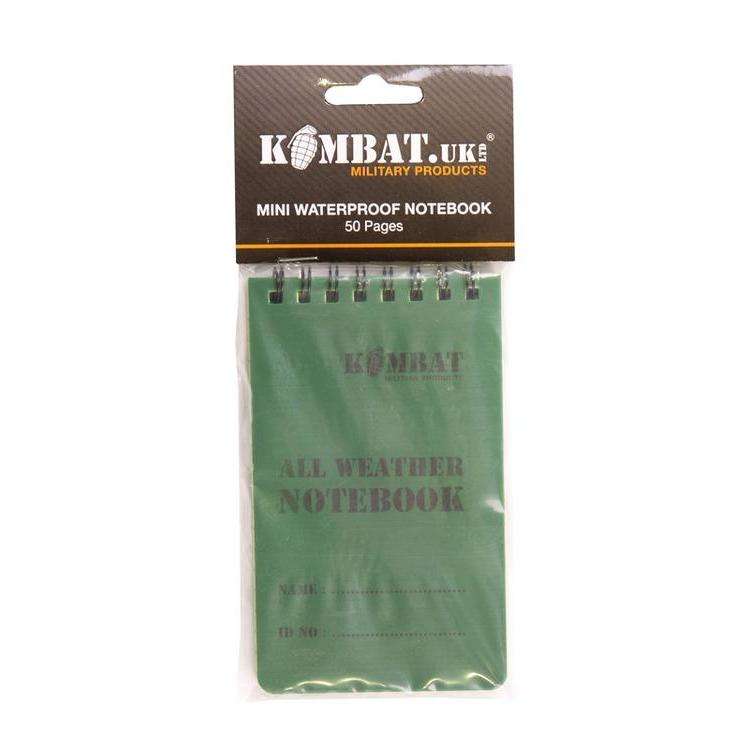 KOMBAT.UK LTD®
MILITARY PRODUCTS
MINI WATERPROOF NOTEBOOK
50 Pages
KOMBAT
MILITARY PRODUCTS
ALL WEATHER
NOTEBOOK
NAME : ..............................
ID NO : ..............................